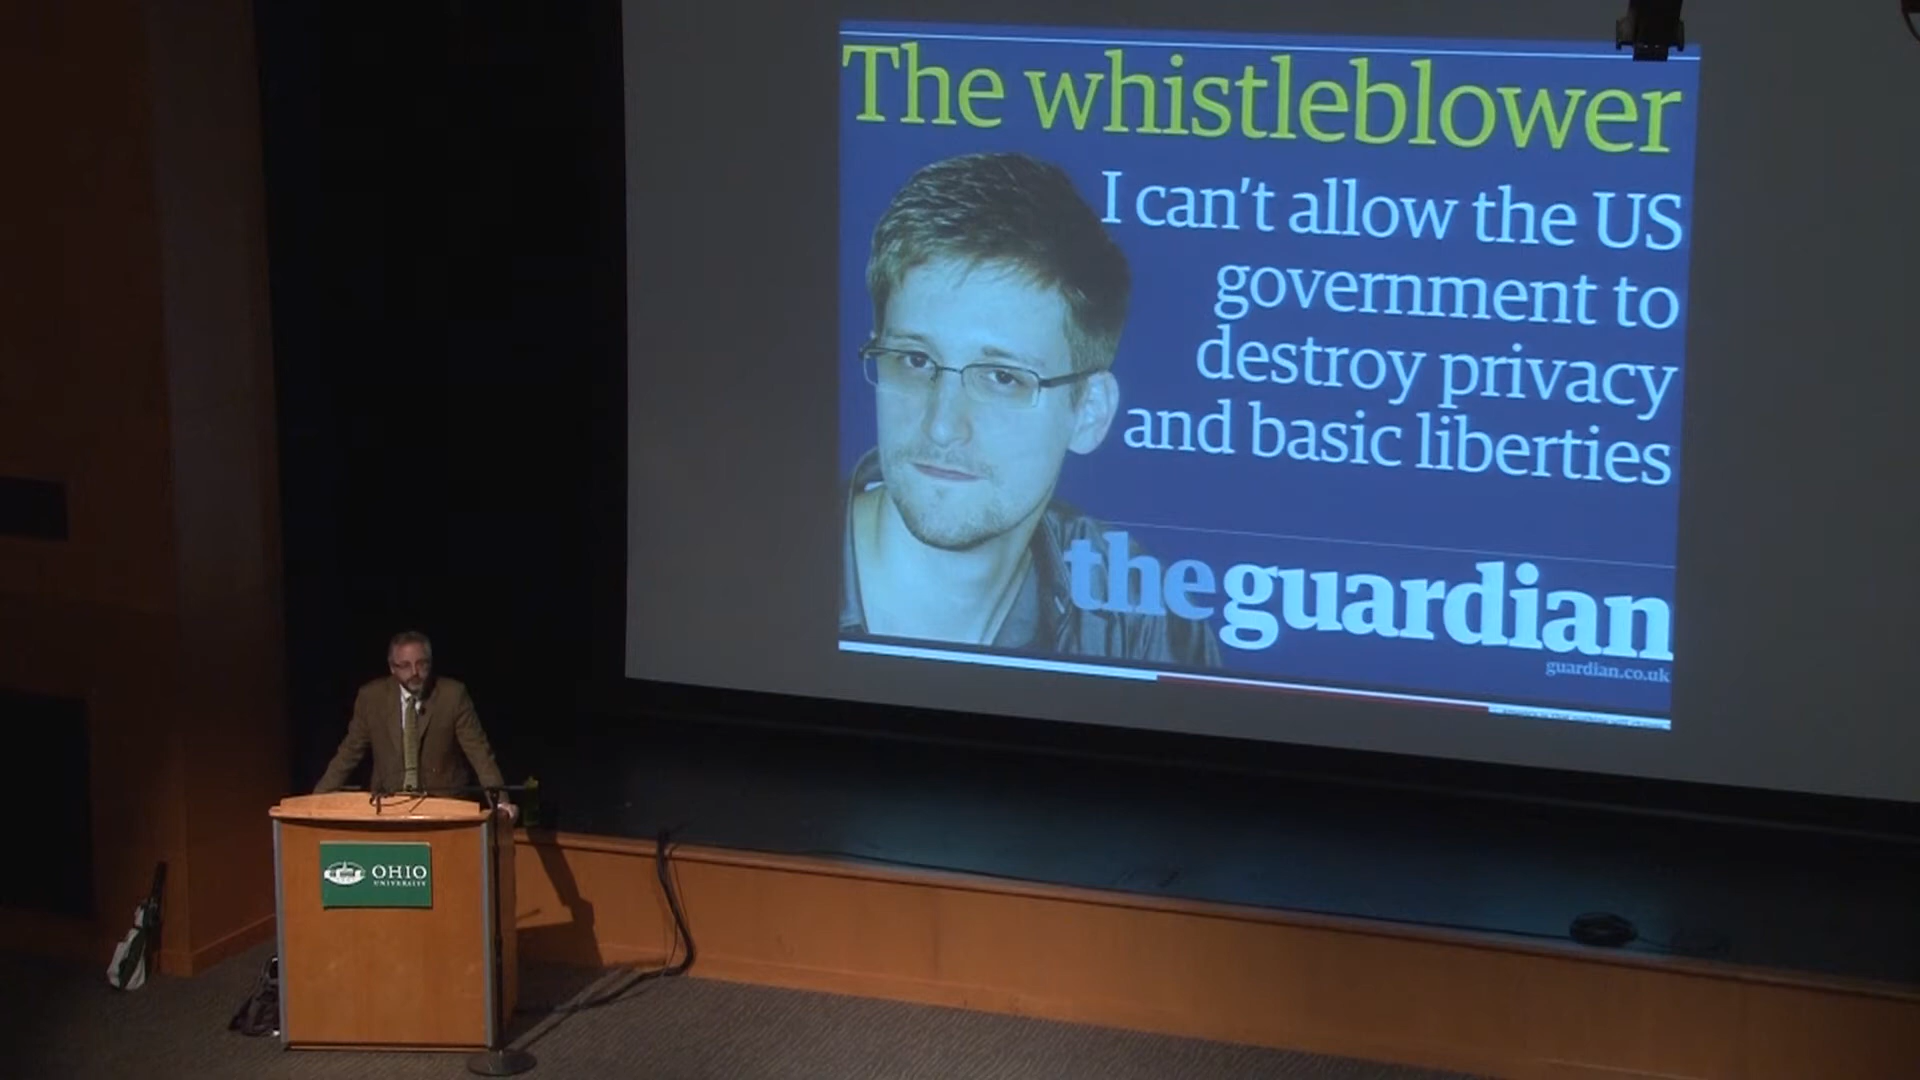 The whistleblower
I can't allow the US
government to
destroy privacy
and basic liberties
theguardian
guardian.co.uk
OHIO
UNIVERSITY